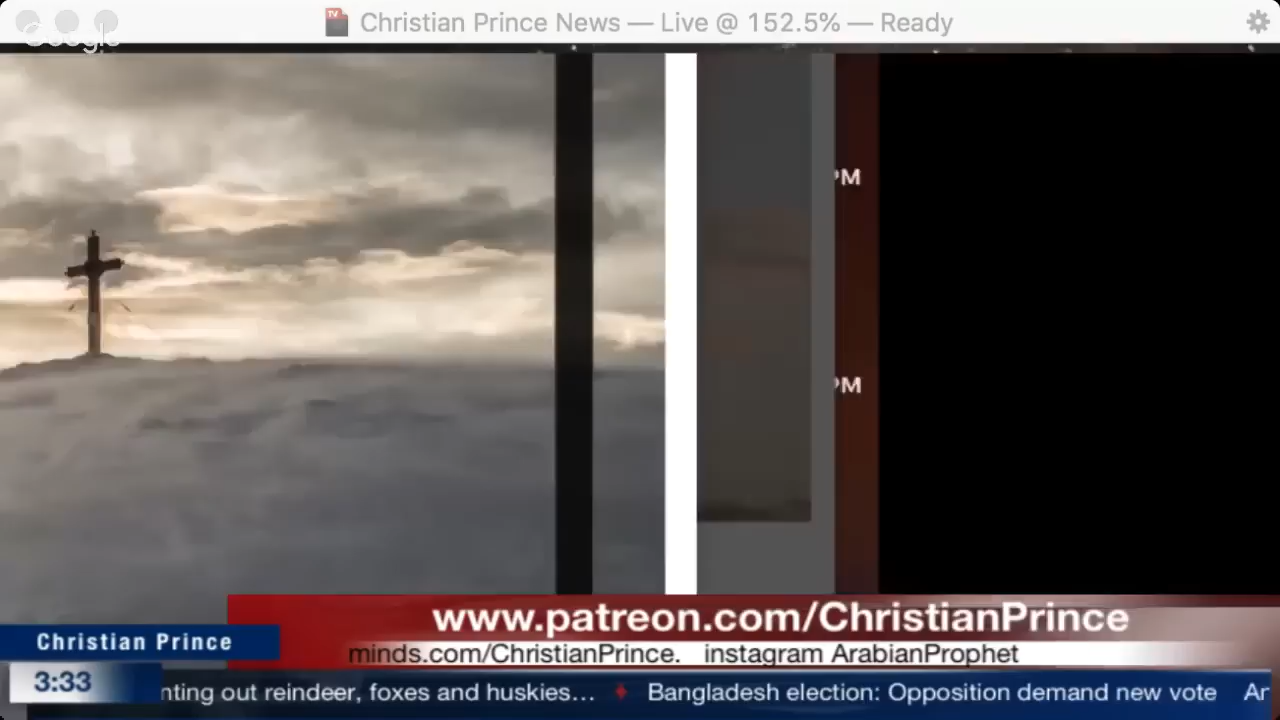 Christian Prince News — Live @ 152.5% — Ready
Google
PM
PM
www.patreon.com/ChristianPrince
Christian Prince
minds.com/ChristianPrince. instagram ArabianProphet
3:33
nting out reindeer, foxes and huskies... ♦ Bangladesh election: Opposition demand new vote Ar